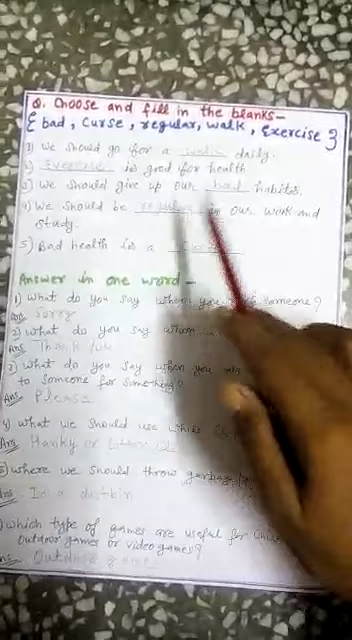 Q. Choose and fill in the blanks-
{ bad, curse, regular, walk, Exercise }
1) We should go for a walk daily.
2) Exercise is good for health
3) We should give up our bad habites.
4) We should be regular in our work and
study.
5) Bad health is a
Answer in one word-
1) What do you say when you someone?
Ans Sorry
2) What do you say when
Ans Thank you
3) What do you say when you
to someone for something?
Ans. Please
4) What we should use while
Ans Hanky or
5) Where we should throw garbage?
Ans In a dustbin
) Which type of games are useful for
outdoor games or video games?
Ans. Outdoor games